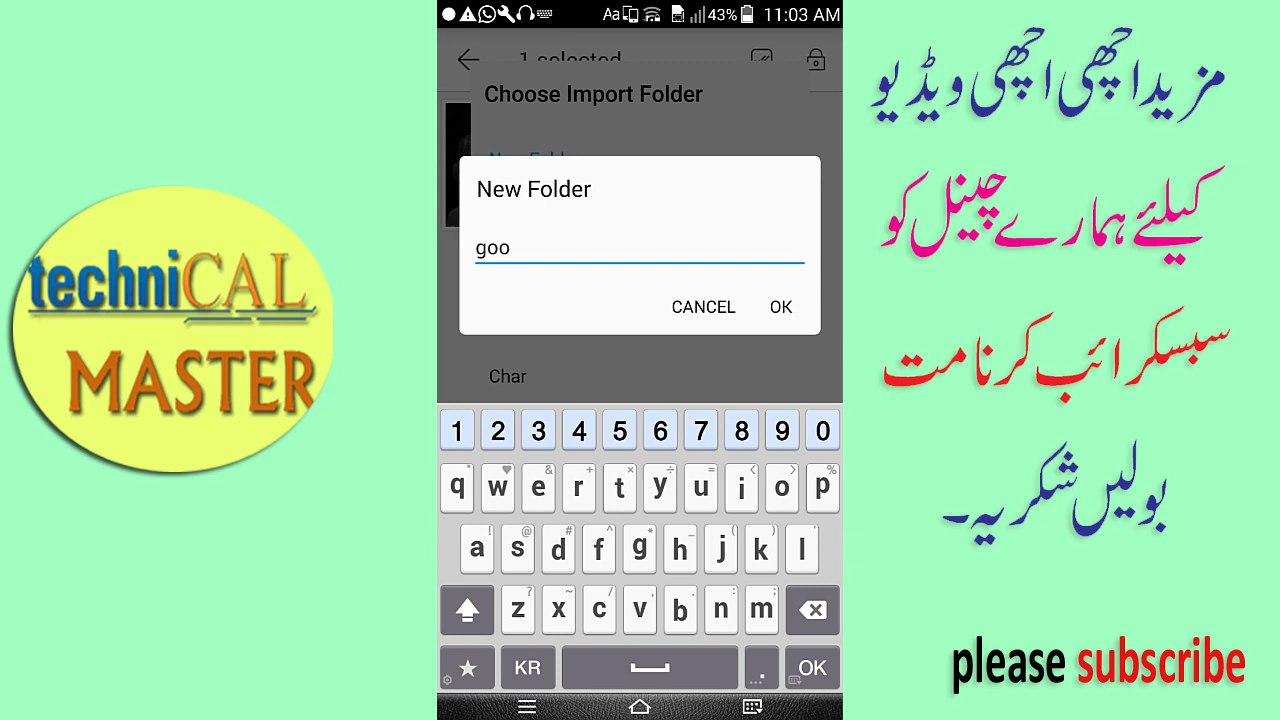 techniCAL
MASTER
43% 11:03 AM
1 selected
Choose Import Folder
New Folder
goo
CANCEL OK
Char
1 2 3 4 5 6 7 8 9 0
q w e r t y u i o p
a s d f g h j k l
z x c v b n m
KR OK
مزید اچھی اچھی ویڈیو
کیلئے ہمارے چینل کو
سبسکرائب کرنا مت
بولیں شکریہ۔
please subscribe